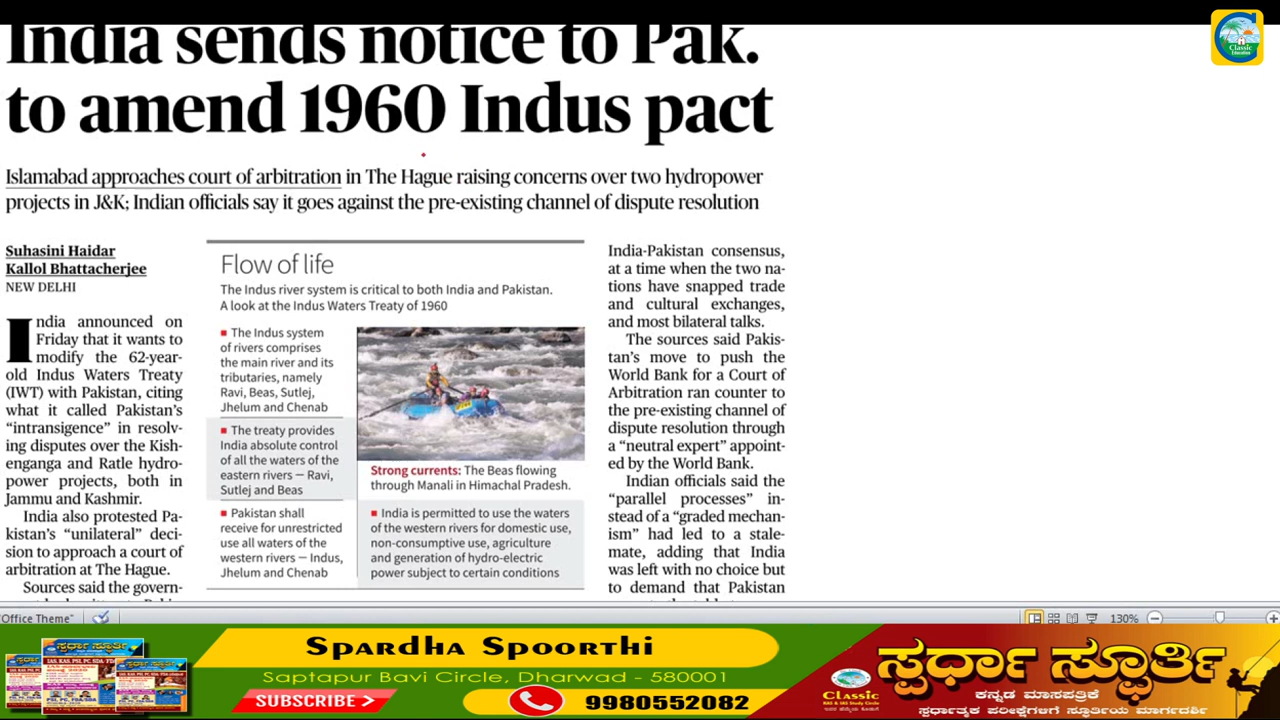 India sends notice to Pak.
to amend 1960 Indus pact
Islamabad approaches court of arbitration in The Hague raising concerns over two hydropower
projects in J&K; Indian officials say it goes against the pre-existing channel of dispute resolution
Suhasini Haidar
Kallol Bhattacherjee
NEW DELHI
India announced on
Friday that it wants to
modify the 62-year-
old Indus Waters Treaty
(IWT) with Pakistan, citing
what it called Pakistan's
“intransigence” in resolv-
ing disputes over the Kish-
enganga and Ratle hydro-
power projects, both in
Jammu and Kashmir.
India also protested Pa-
kistan's “unilateral” deci-
sion to approach a court of
arbitration at The Hague.
Sources said the govern-
Flow of life
The Indus river system is critical to both India and Pakistan.
A look at the Indus Waters Treaty of 1960
■ The Indus system
of rivers comprises
the main river and its
tributaries, namely
Ravi, Beas, Sutlej,
Jhelum and Chenab
■ The treaty provides
India absolute control
of all the waters of the
eastern rivers — Ravi,
Sutlej and Beas
■ Pakistan shall
receive for unrestricted
use all waters of the
western rivers — Indus,
Jhelum and Chenab
Strong currents: The Beas flowing
through Manali in Himachal Pradesh.
■ India is permitted to use the waters
of the western rivers for domestic use,
non-consumptive use, agriculture
and generation of hydro-electric
power subject to certain conditions
India-Pakistan consensus,
at a time when the two na-
tions have snapped trade
and cultural exchanges,
and most bilateral talks.
The sources said Pakis-
tan's move to push the
World Bank for a Court of
Arbitration ran counter to
the pre-existing channel of
dispute resolution through
a “neutral expert” appoint-
ed by the World Bank.
Indian officials said the
“parallel processes” in-
stead of a “graded mechan-
ism” had led to a stale-
mate, adding that India
was left with no choice but
to demand that Pakistan
Classic
Education
"Office Theme"
130%
Spardha Spoorthi
Saptapur Bavi Circle, Dharwad - 580001
SUBSCRIBE >
9980552082
Classic
KAS & IAS Study Circle
ಸ್ಪರ್ಧಾ ಸ್ಫೂರ್ತಿ
ಕನ್ನಡ ಮಾಸಪತ್ರಿಕೆ
ಸ್ಪರ್ಧಾತ್ಮಕ ಪರೀಕ್ಷೆಗಳಿಗೆ ಸ್ಫೂರ್ತಿಯ ಮಾರ್ಗದರ್ಶಿ